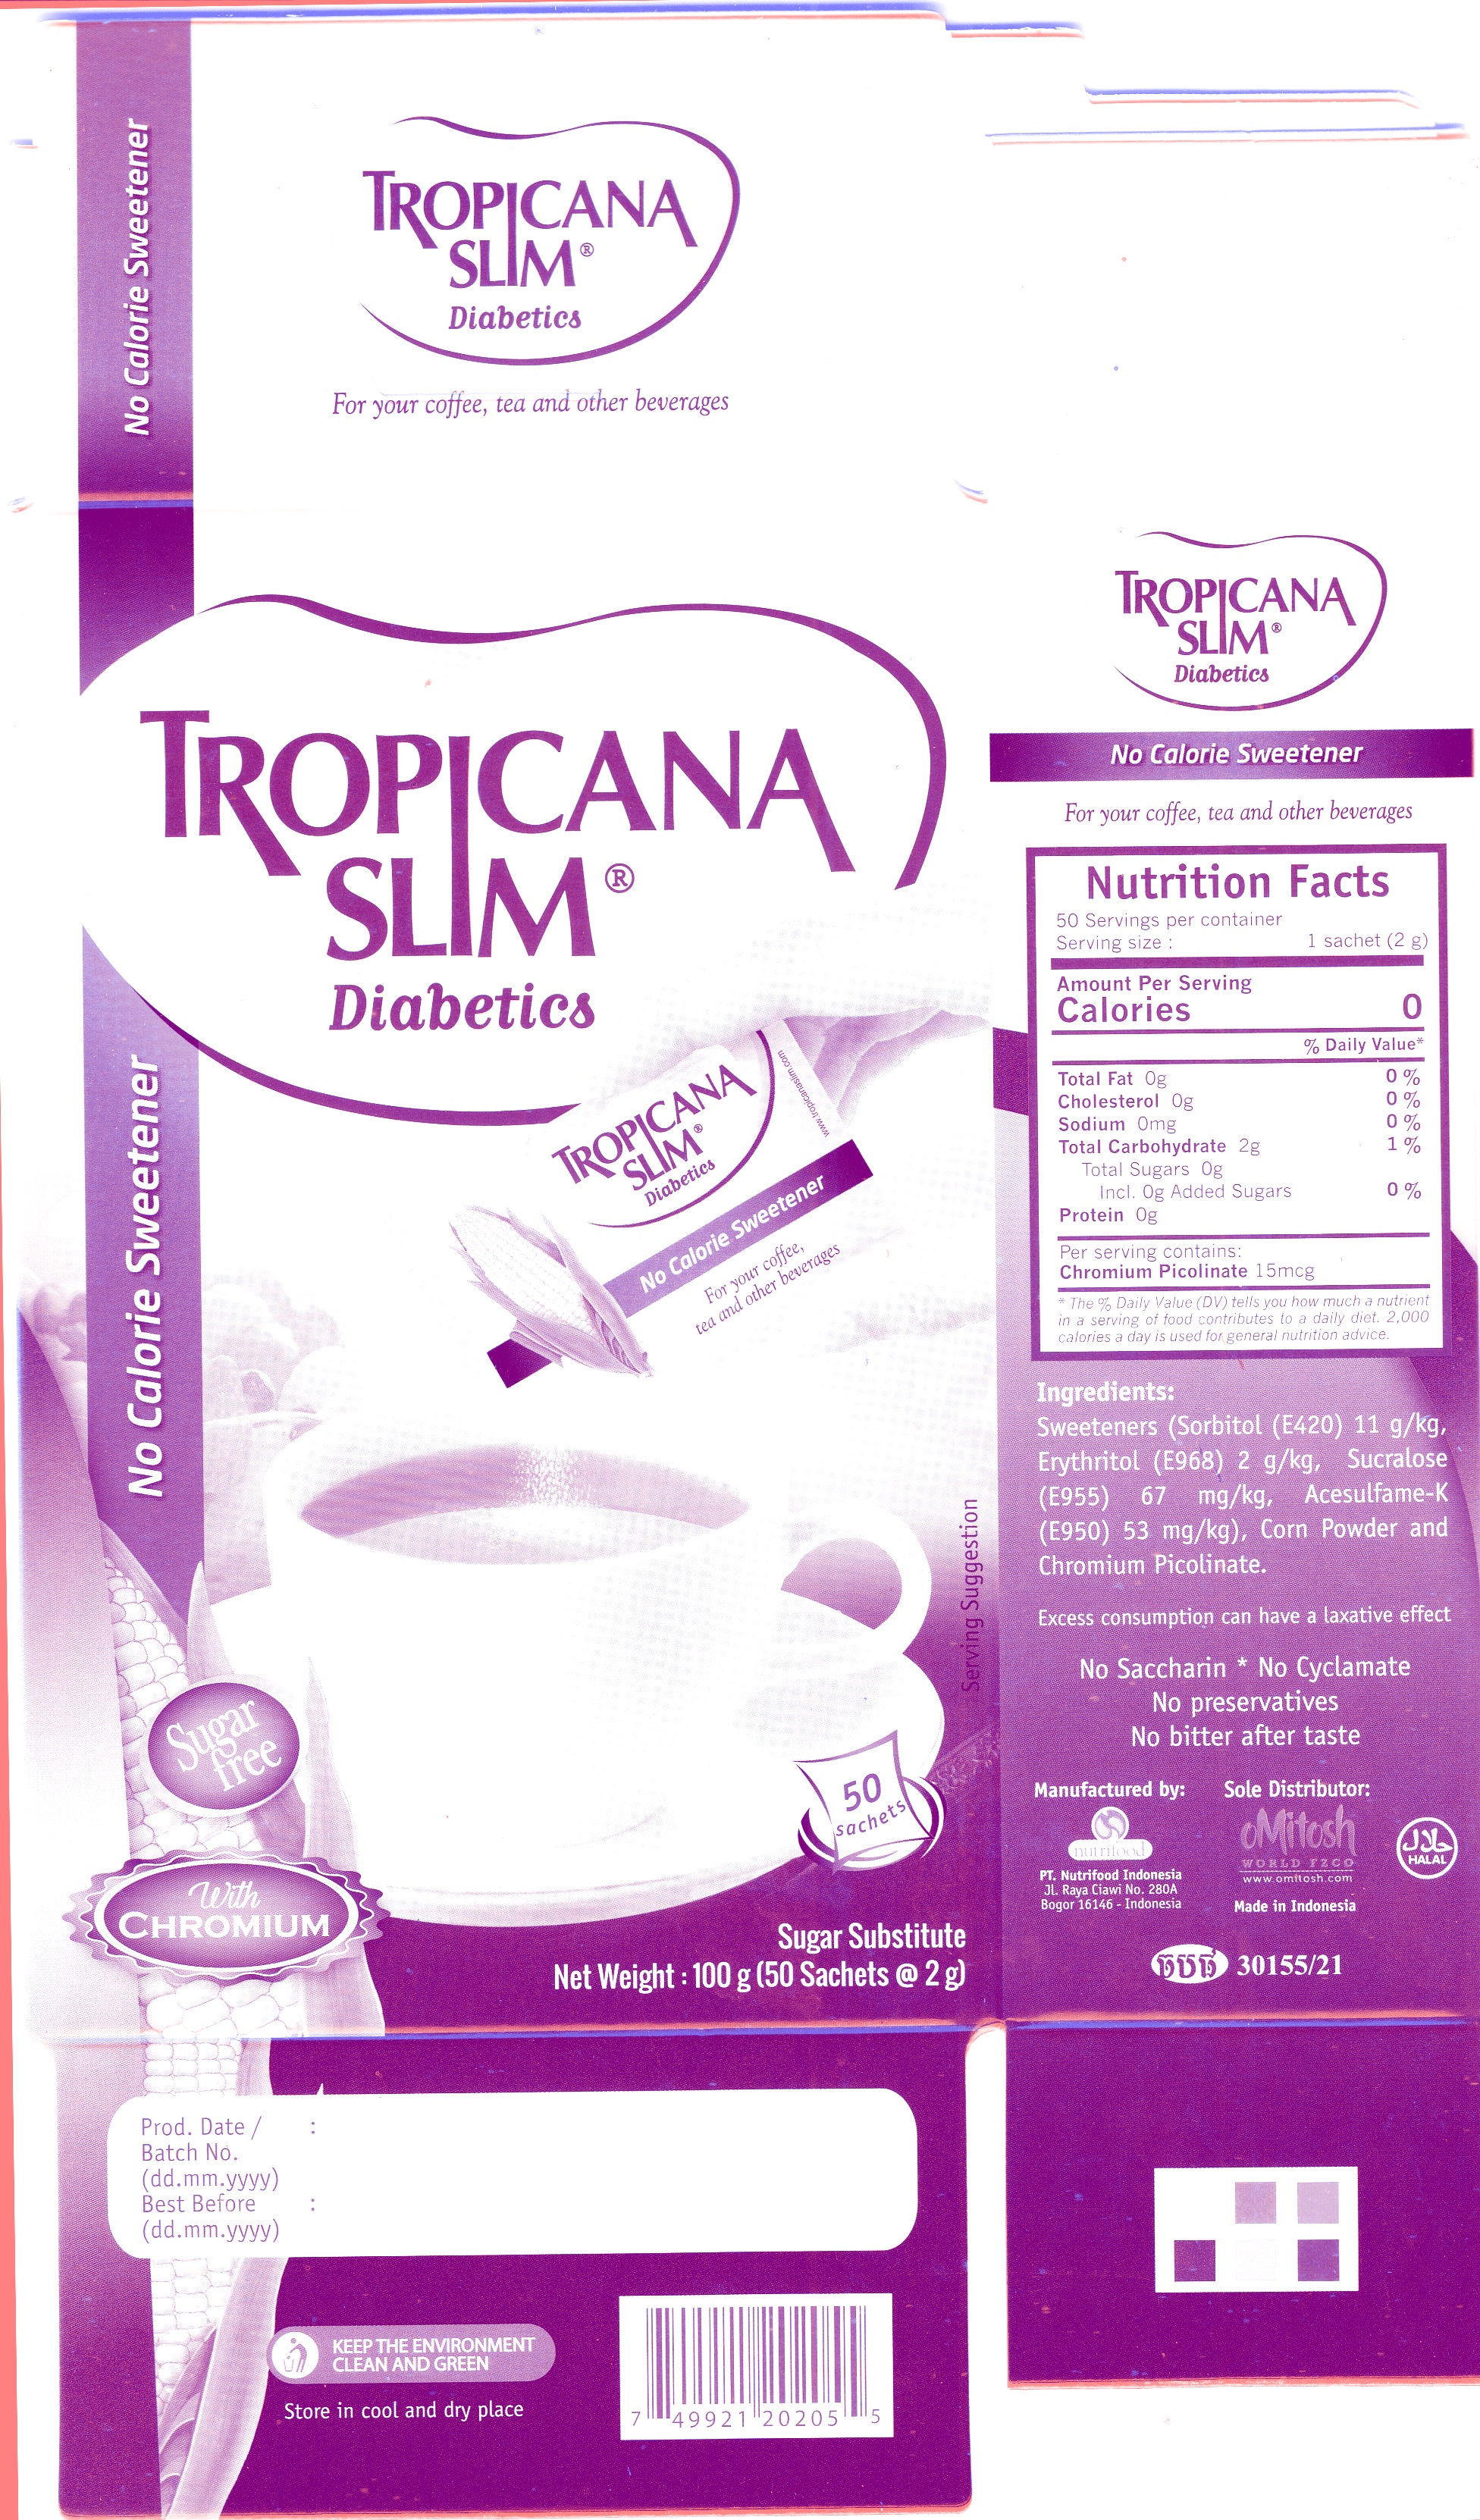 No Calorie Sweetener
TROPICANA
SLIM®
Diabetics
For your coffee, tea and other beverages
TROPICANA
SLIM®
Diabetics
No Calorie Sweetener
TROPICANA
SLIM®
Diabetics
www.tropicanaslim.com
No Calorie Sweetener
For your coffee,
tea and other beverages
Serving Suggestion
Sugar
free
50
sachets
With
CHROMIUM
Sugar Substitute
Net Weight : 100 g (50 Sachets @ 2 g)
Prod. Date / :
Batch No.
(dd.mm.yyyy)
Best Before :
(dd.mm.yyyy)
KEEP THE ENVIRONMENT
CLEAN AND GREEN
Store in cool and dry place
7 49921 20205 5
TROPICANA
SLIM®
Diabetics
No Calorie Sweetener
For your coffee, tea and other beverages
Nutrition Facts
50 Servings per container
Serving size : 1 sachet (2 g)
Amount Per Serving
Calories 0
% Daily Value*
Total Fat 0g 0 %
Cholesterol 0g 0 %
Sodium 0mg 0 %
Total Carbohydrate 2g 1 %
Total Sugars 0g
Incl. 0g Added Sugars 0 %
Protein 0g
Per serving contains:
Chromium Picolinate 15mcg
* The % Daily Value (DV) tells you how much a nutrient
in a serving of food contributes to a daily diet. 2,000
calories a day is used for general nutrition advice.
Ingredients:
Sweeteners (Sorbitol (E420) 11 g/kg,
Erythritol (E968) 2 g/kg, Sucralose
(E955) 67 mg/kg, Acesulfame-K
(E950) 53 mg/kg), Corn Powder and
Chromium Picolinate.
Excess consumption can have a laxative effect
No Saccharin * No Cyclamate
No preservatives
No bitter after taste
Manufactured by: Sole Distributor:
nutrifood
PT. Nutrifood Indonesia
Jl. Raya Ciawi No. 280A
Bogor 16146 - Indonesia
oMitosh
WORLD FZCO
www.omitosh.com
Made in Indonesia
حلال
HALAL
ចបផ 30155/21